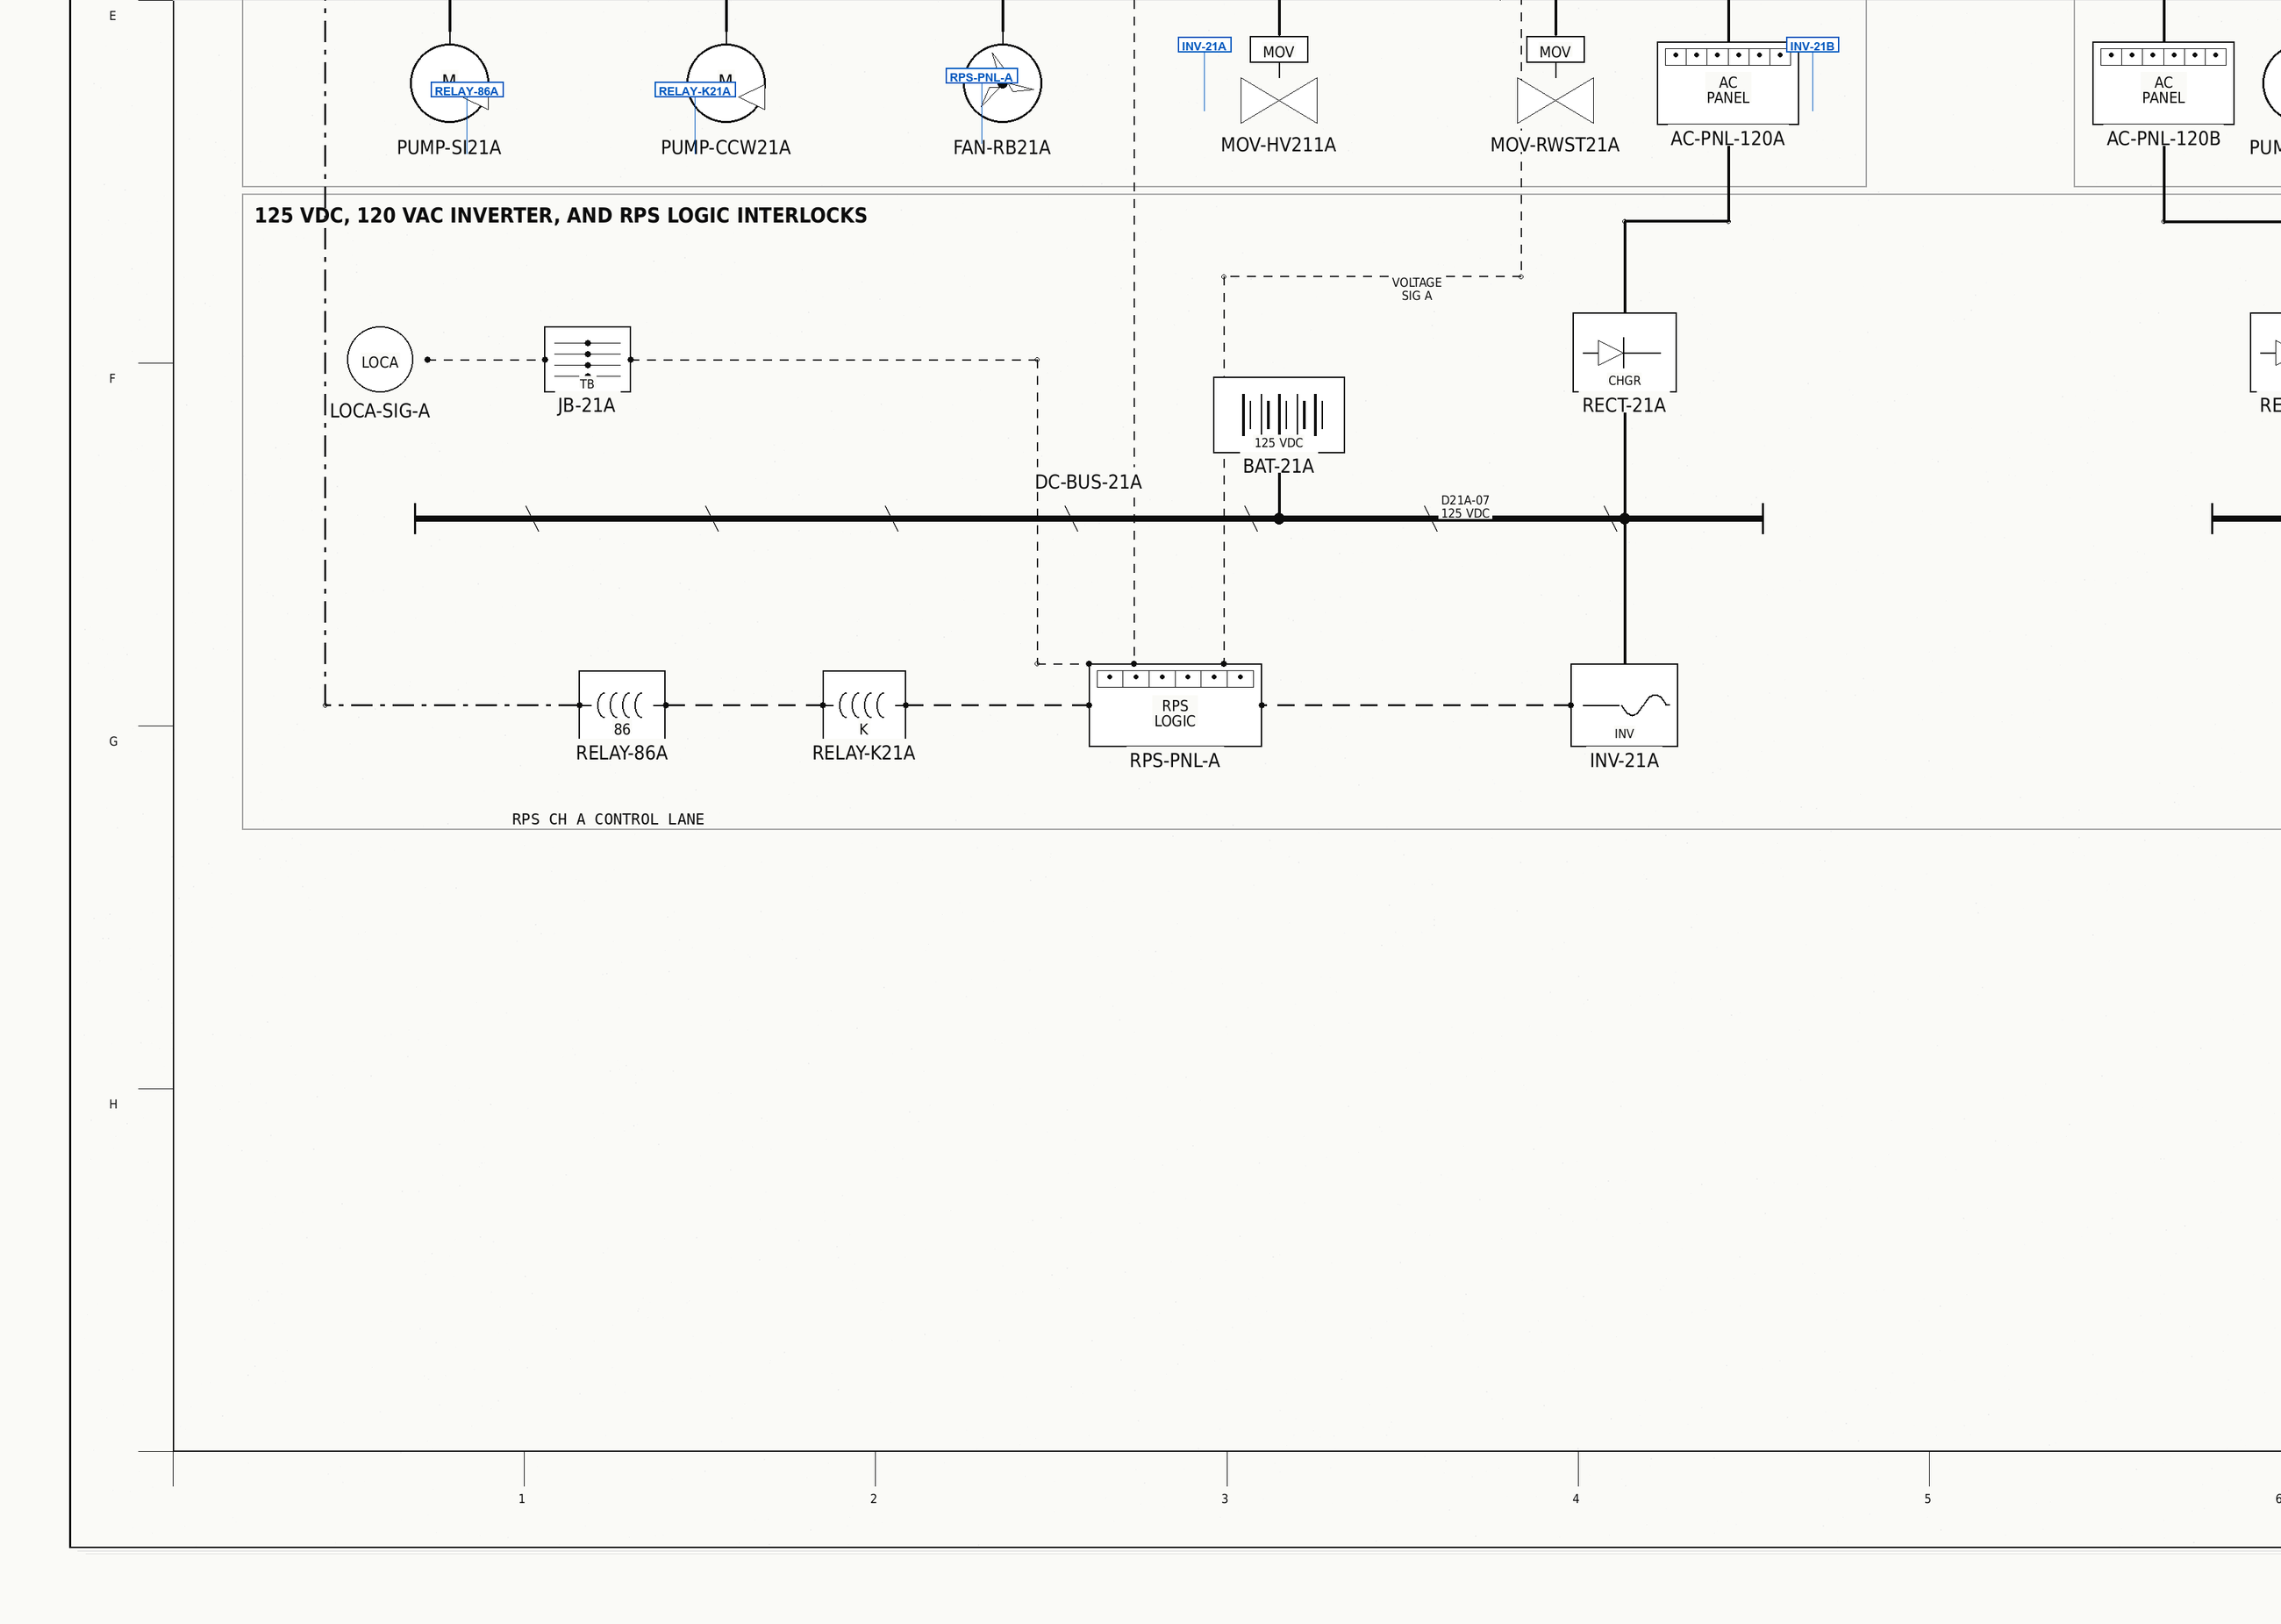 E
INV-21A
MOV
MOV
INV-21B
M
RELAY-86A
M
RELAY-K21A
RPS-PNL-A
AC
PANEL
AC
PANEL
PUMP-SI21A
PUMP-CCW21A
FAN-RB21A
MOV-HV211A
MOV-RWST21A
AC-PNL-120A
AC-PNL-120B
PUM
125 VDC, 120 VAC INVERTER, AND RPS LOGIC INTERLOCKS
VOLTAGE
SIG A
F
LOCA
TB
CHGR
LOCA-SIG-A
JB-21A
RECT-21A
RE
125 VDC
BAT-21A
DC-BUS-21A
D21A-07
125 VDC
G
86
K
RPS
LOGIC
INV
RELAY-86A
RELAY-K21A
RPS-PNL-A
INV-21A
RPS CH A CONTROL LANE
H
1
2
3
4
5
6